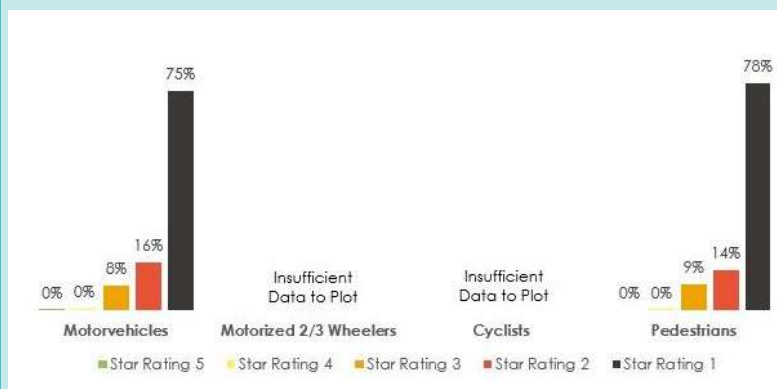 75%
16%
8%
0%
0%
Insufficient
Data to Plot
Insufficient
Data to Plot
78%
14%
9%
0%
0%
Motorvehicles
Motorized 2/3 Wheelers
Cyclists
Pedestrians
Star Rating 5
Star Rating 4
Star Rating 3
Star Rating 2
Star Rating 1